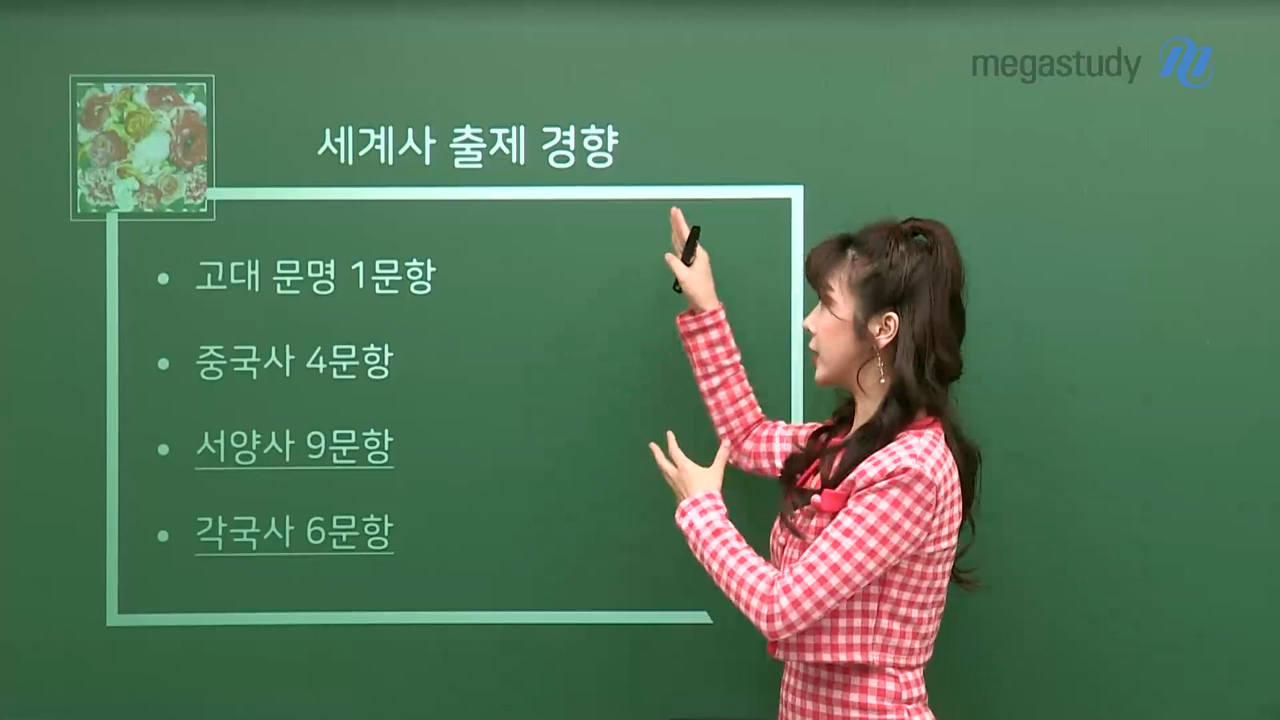 megastudy
세계사 출제 경향
• 고대 문명 1문항
• 중국사 4문항
• 서양사 9문항
• 각국사 6문항